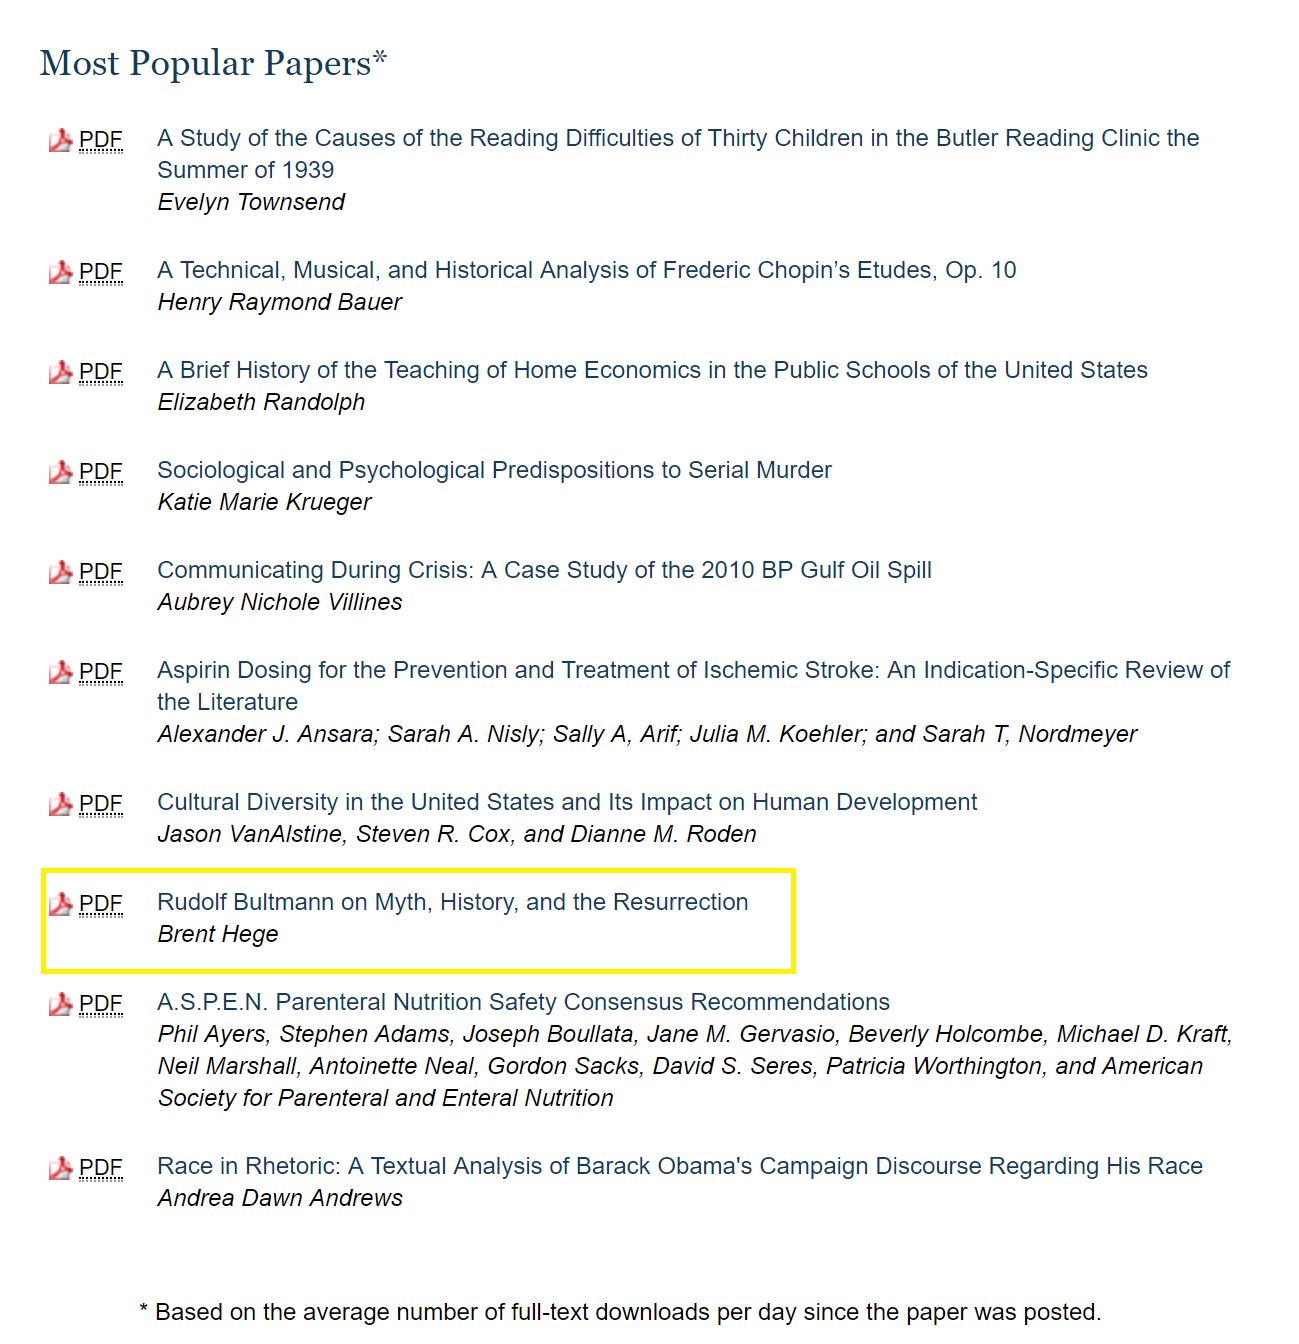 Most Popular Papers*
PDF A Study of the Causes of the Reading Difficulties of Thirty Children in the Butler Reading Clinic the
Summer of 1939
Evelyn Townsend
PDF A Technical, Musical, and Historical Analysis of Frederic Chopin’s Etudes, Op. 10
Henry Raymond Bauer
PDF A Brief History of the Teaching of Home Economics in the Public Schools of the United States
Elizabeth Randolph
PDF Sociological and Psychological Predispositions to Serial Murder
Katie Marie Krueger
PDF Communicating During Crisis: A Case Study of the 2010 BP Gulf Oil Spill
Aubrey Nichole Villines
PDF Aspirin Dosing for the Prevention and Treatment of Ischemic Stroke: An Indication-Specific Review of
the Literature
Alexander J. Ansara; Sarah A. Nisly; Sally A, Arif; Julia M. Koehler; and Sarah T, Nordmeyer
PDF Cultural Diversity in the United States and Its Impact on Human Development
Jason VanAlstine, Steven R. Cox, and Dianne M. Roden
PDF Rudolf Bultmann on Myth, History, and the Resurrection
Brent Hege
PDF A.S.P.E.N. Parenteral Nutrition Safety Consensus Recommendations
Phil Ayers, Stephen Adams, Joseph Boullata, Jane M. Gervasio, Beverly Holcombe, Michael D. Kraft,
Neil Marshall, Antoinette Neal, Gordon Sacks, David S. Seres, Patricia Worthington, and American
Society for Parenteral and Enteral Nutrition
PDF Race in Rhetoric: A Textual Analysis of Barack Obama's Campaign Discourse Regarding His Race
Andrea Dawn Andrews
* Based on the average number of full-text downloads per day since the paper was posted.